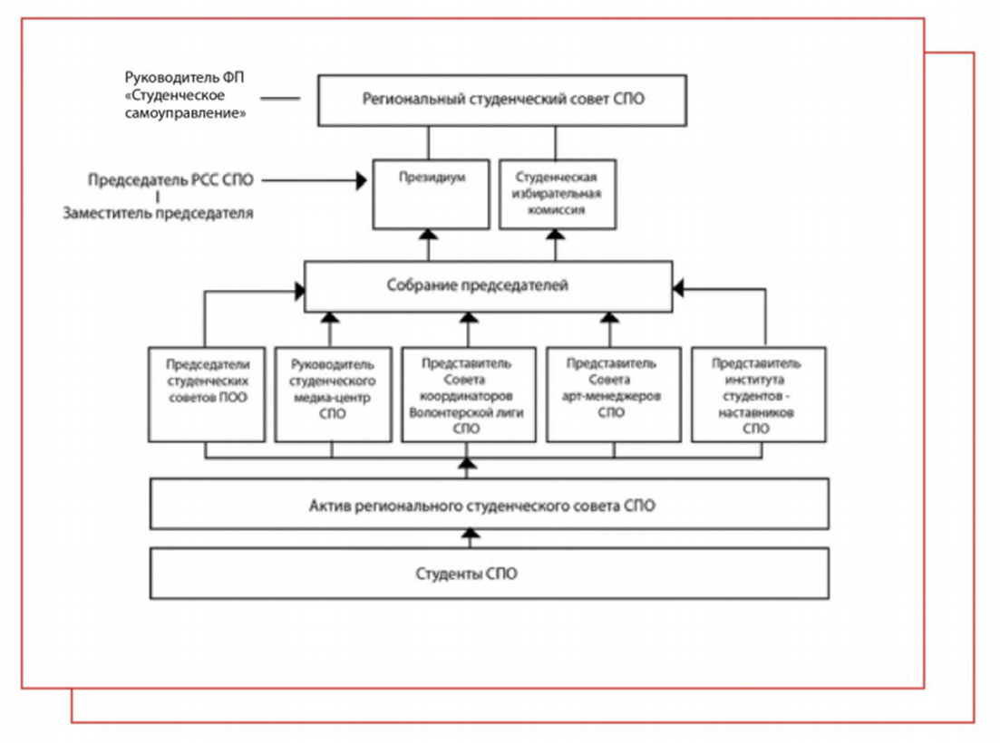 Руководитель ФП
«Студенческое
самоуправление»
Региональный студенческий совет СПО
Председатель РСС СПО
Заместитель председателя
Президиум
Студенческая
избирательная
комиссия
Собрание председателей
Председатели
студенческих
советов ПОО
Руководитель
студенческого
медиа-центр
СПО
Представитель
Совета
координаторов
Волонтерской лиги
СПО
Представитель
Совета
арт-менеджеров
СПО
Представитель
института
студентов -
наставников
СПО
Актив регионального студенческого совета СПО
Студенты СПО